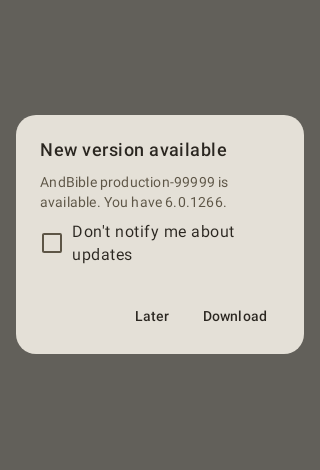 New version available
AndBible production-99999 is
available. You have 6.0.1266.
Don't notify me about
updates
Later
Download